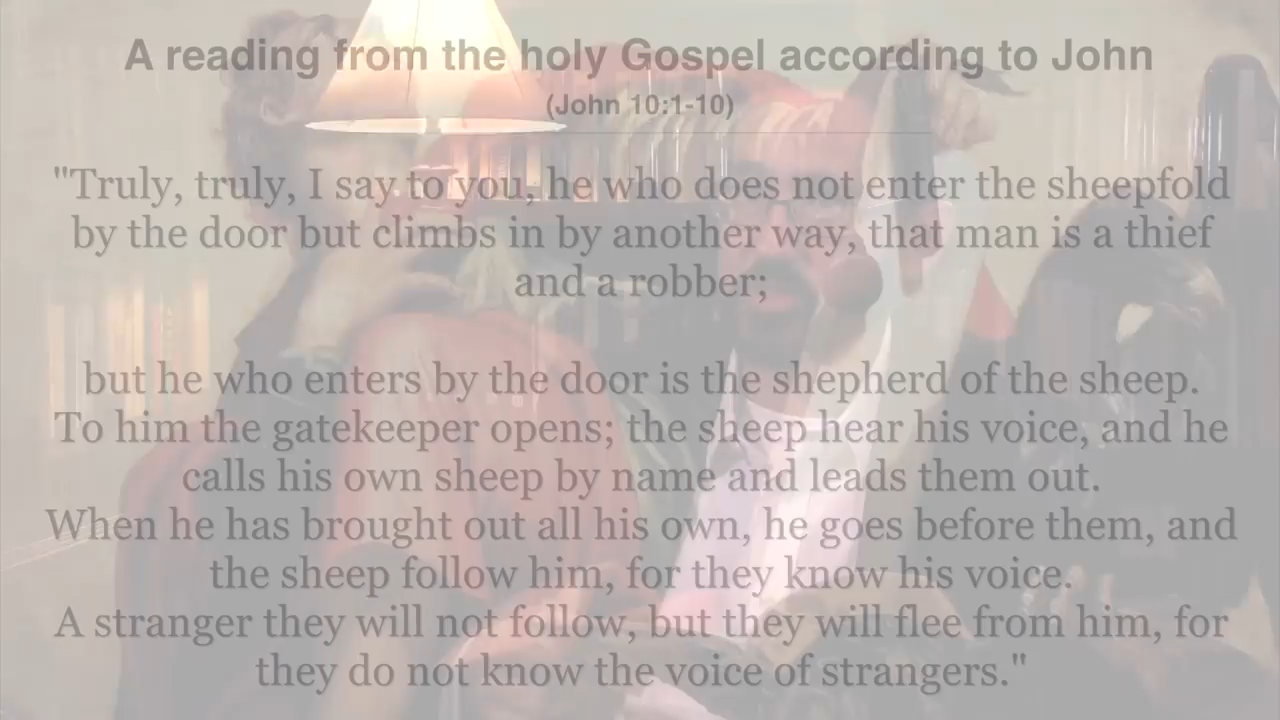 A reading from the holy Gospel according to John
(John 10:1-10)
"Truly, truly, I say to you, he who does not enter the sheepfold
by the door but climbs in by another way, that man is a thief
and a robber;
but he who enters by the door is the shepherd of the sheep.
To him the gatekeeper opens; the sheep hear his voice, and he
calls his own sheep by name and leads them out.
When he has brought out all his own, he goes before them, and
the sheep follow him, for they know his voice.
A stranger they will not follow, but they will flee from him, for
they do not know the voice of strangers."